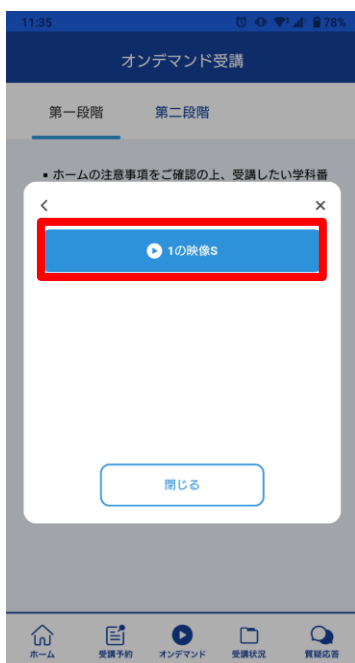 11:35
78%
オンデマンド受講
第一段階
第二段階
▪ ホームの注意事項をご確認の上、受講したい学科番
<
×
1の映像S
閉じる
ホーム
受講予約
オンデマンド
受講状況
質疑応答